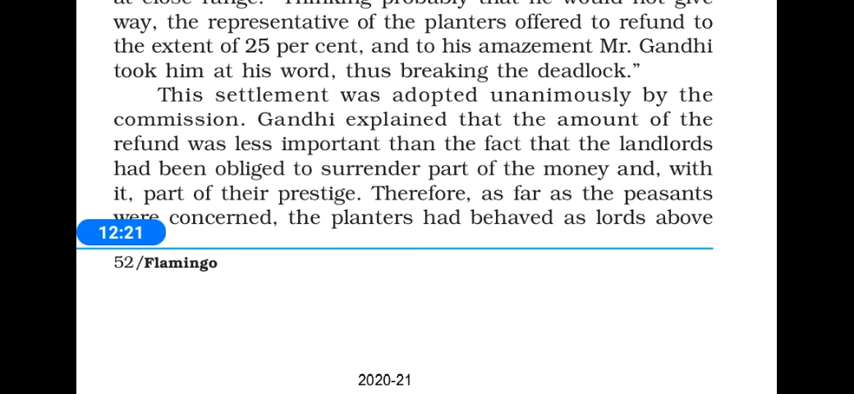 way, the representative of the planters offered to refund to
the extent of 25 per cent, and to his amazement Mr. Gandhi
took him at his word, thus breaking the deadlock.”
This settlement was adopted unanimously by the
commission. Gandhi explained that the amount of the
refund was less important than the fact that the landlords
had been obliged to surrender part of the money and, with
it, part of their prestige. Therefore, as far as the peasants
were concerned, the planters had behaved as lords above
12:21
52/Flamingo
2020-21